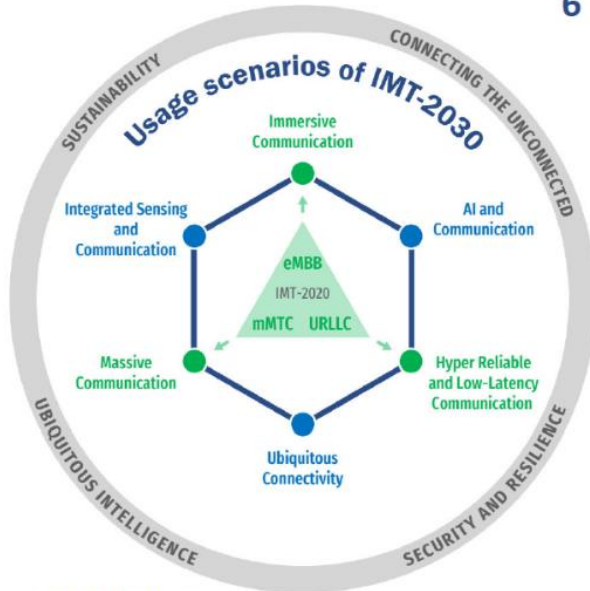 6
SUSTAINABILITY
CONNECTING THE UNCONNECTED
Usage scenarios of IMT-2030
Immersive
Communication
Integrated Sensing
and
Communication
AI and
Communication
eMBB
IMT-2020
mMTC URLLC
Massive
Communication
Hyper Reliable
and Low-Latency
Communication
Ubiquitous
Connectivity
UBIQUITOUS INTELLIGENCE
SECURITY AND RESILIENCE